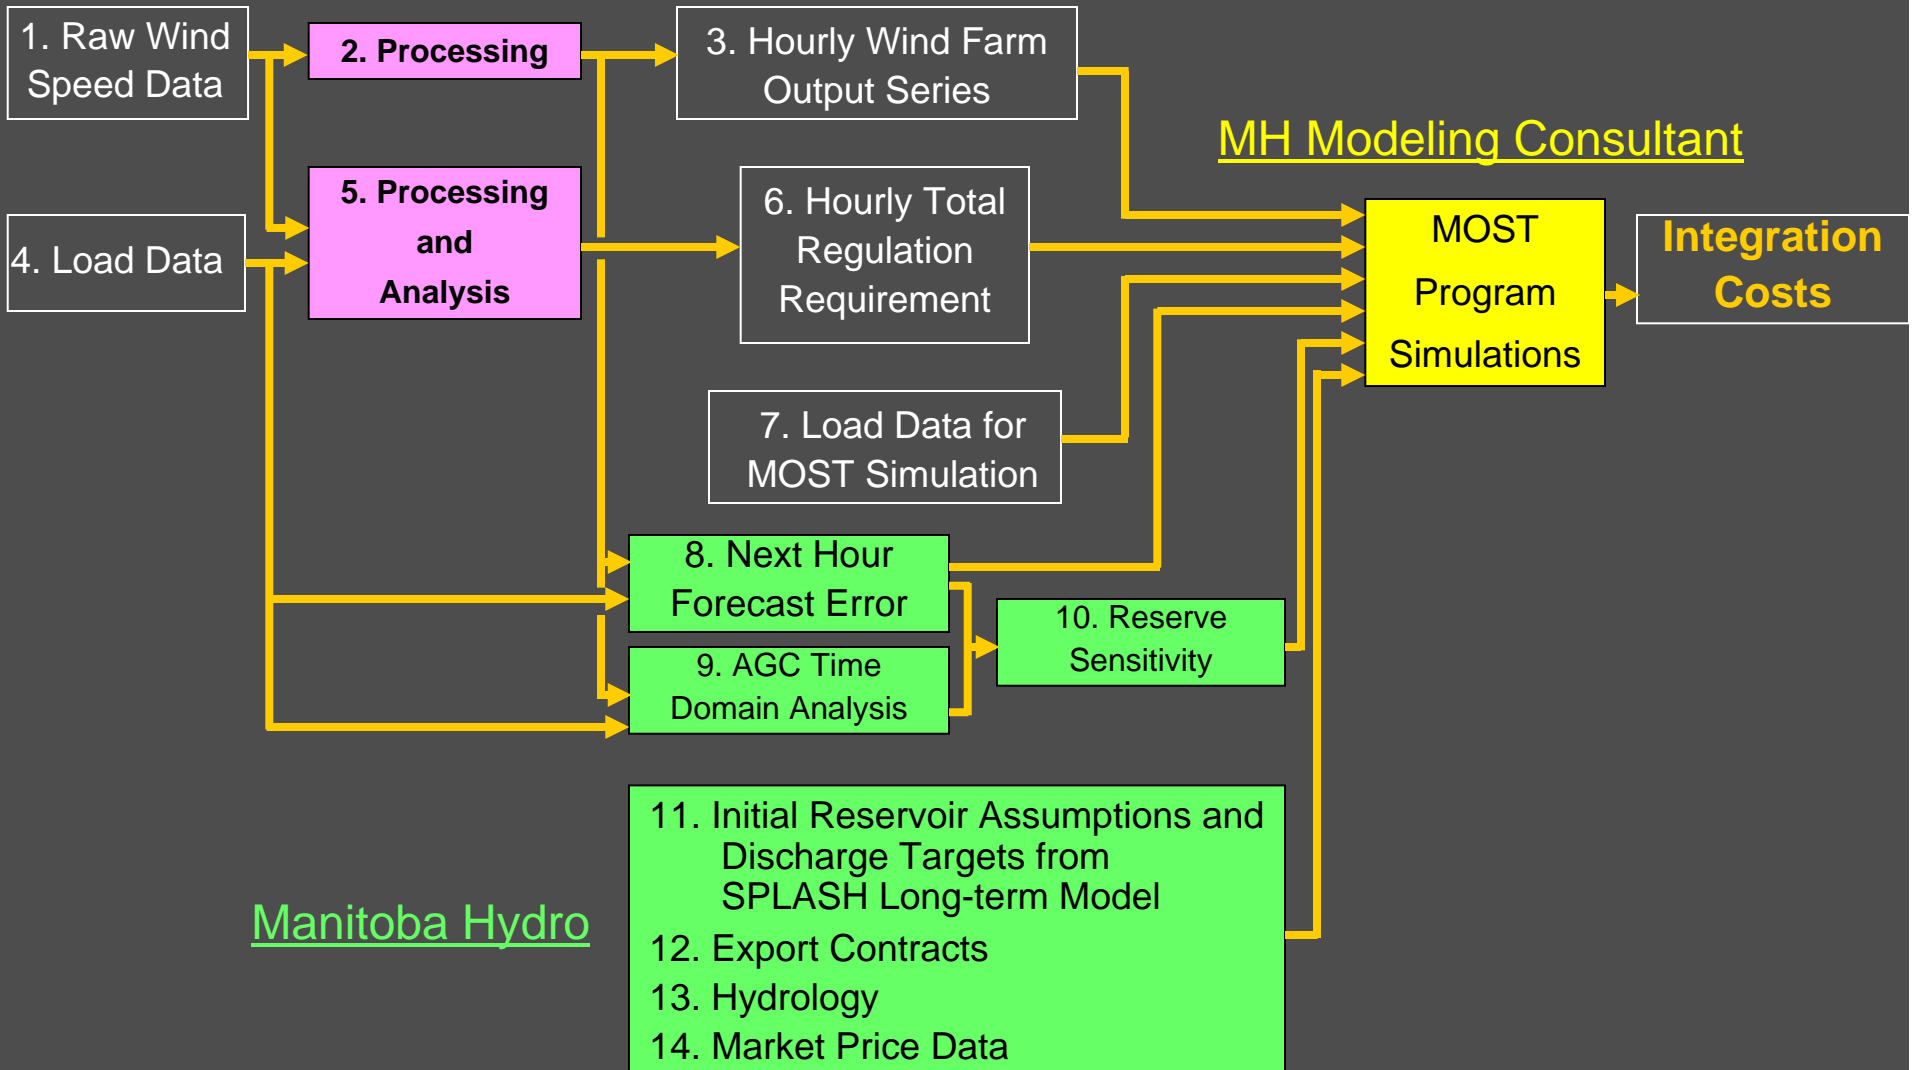 1. Raw Wind
Speed Data
2. Processing
3. Hourly Wind Farm
Output Series
MH Modeling Consultant
4. Load Data
5. Processing
and
Analysis
6. Hourly Total
Regulation
Requirement
MOST
Program
Simulations
Integration
Costs
7. Load Data for
MOST Simulation
8. Next Hour
Forecast Error
9. AGC Time
Domain Analysis
10. Reserve
Sensitivity
Manitoba Hydro
11. Initial Reservoir Assumptions and
Discharge Targets from
SPLASH Long-term Model
12. Export Contracts
13. Hydrology
14. Market Price Data